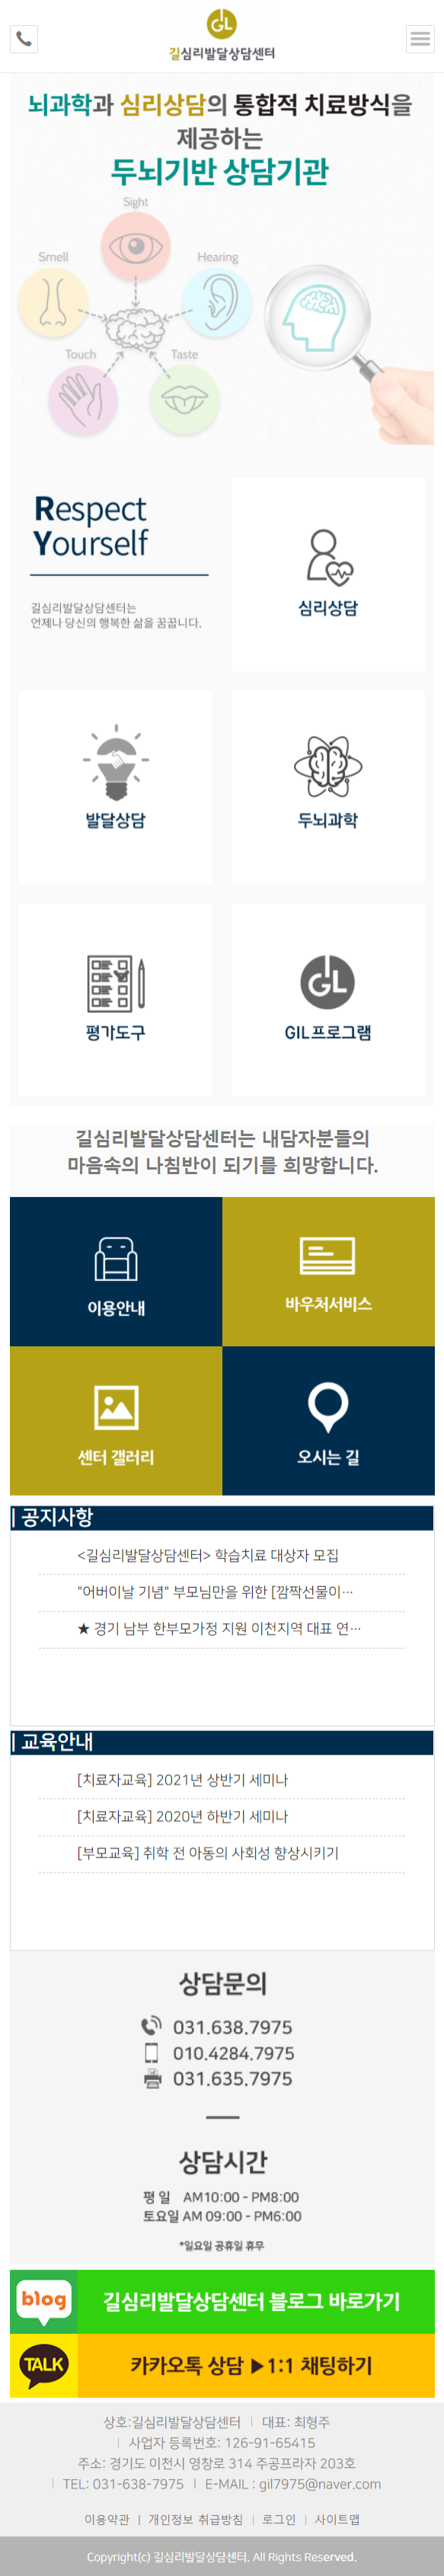 GL
길심리발달상담센터
뇌과학과 심리상담의 통합적 치료방식을
제공하는
두뇌기반 상담기관
Sight
Smell
Hearing
Touch
Taste
Respect
Yourself
길심리발달상담센터는
언제나 당신의 행복한 삶을 꿈꿉니다.
심리상담
발달상담
두뇌과학
평가도구
GL
GIL프로그램
길심리발달상담센터는 내담자분들의
마음속의 나침반이 되기를 희망합니다.
이용안내
바우처서비스
센터 갤러리
오시는 길
| 공지사항
<길심리발달상담센터> 학습치료 대상자 모집
"어버이날 기념" 부모님만을 위한 [깜짝선물이…
★ 경기 남부 한부모가정 지원 이천지역 대표 연…
| 교육안내
[치료자교육] 2021년 상반기 세미나
[치료자교육] 2020년 하반기 세미나
[부모교육] 취학 전 아동의 사회성 향상시키기
상담문의
031.638.7975
010.4284.7975
031.635.7975
상담시간
평 일 AM10:00 - PM8:00
토요일 AM 09:00 - PM6:00
*일요일 공휴일 휴무
blog 길심리발달상담센터 블로그 바로가기
TALK 카카오톡 상담 ▶1:1 채팅하기
상호:길심리발달상담센터 | 대표: 최형주
| 사업자 등록번호: 126-91-65415
주소: 경기도 이천시 영창로 314 주공프라자 203호
| TEL: 031-638-7975 | E-MAIL : gil7975@naver.com
이용약관 | 개인정보 취급방침 | 로그인 | 사이트맵
Copyright(c) 길심리발달상담센터. All Rights Reserved.